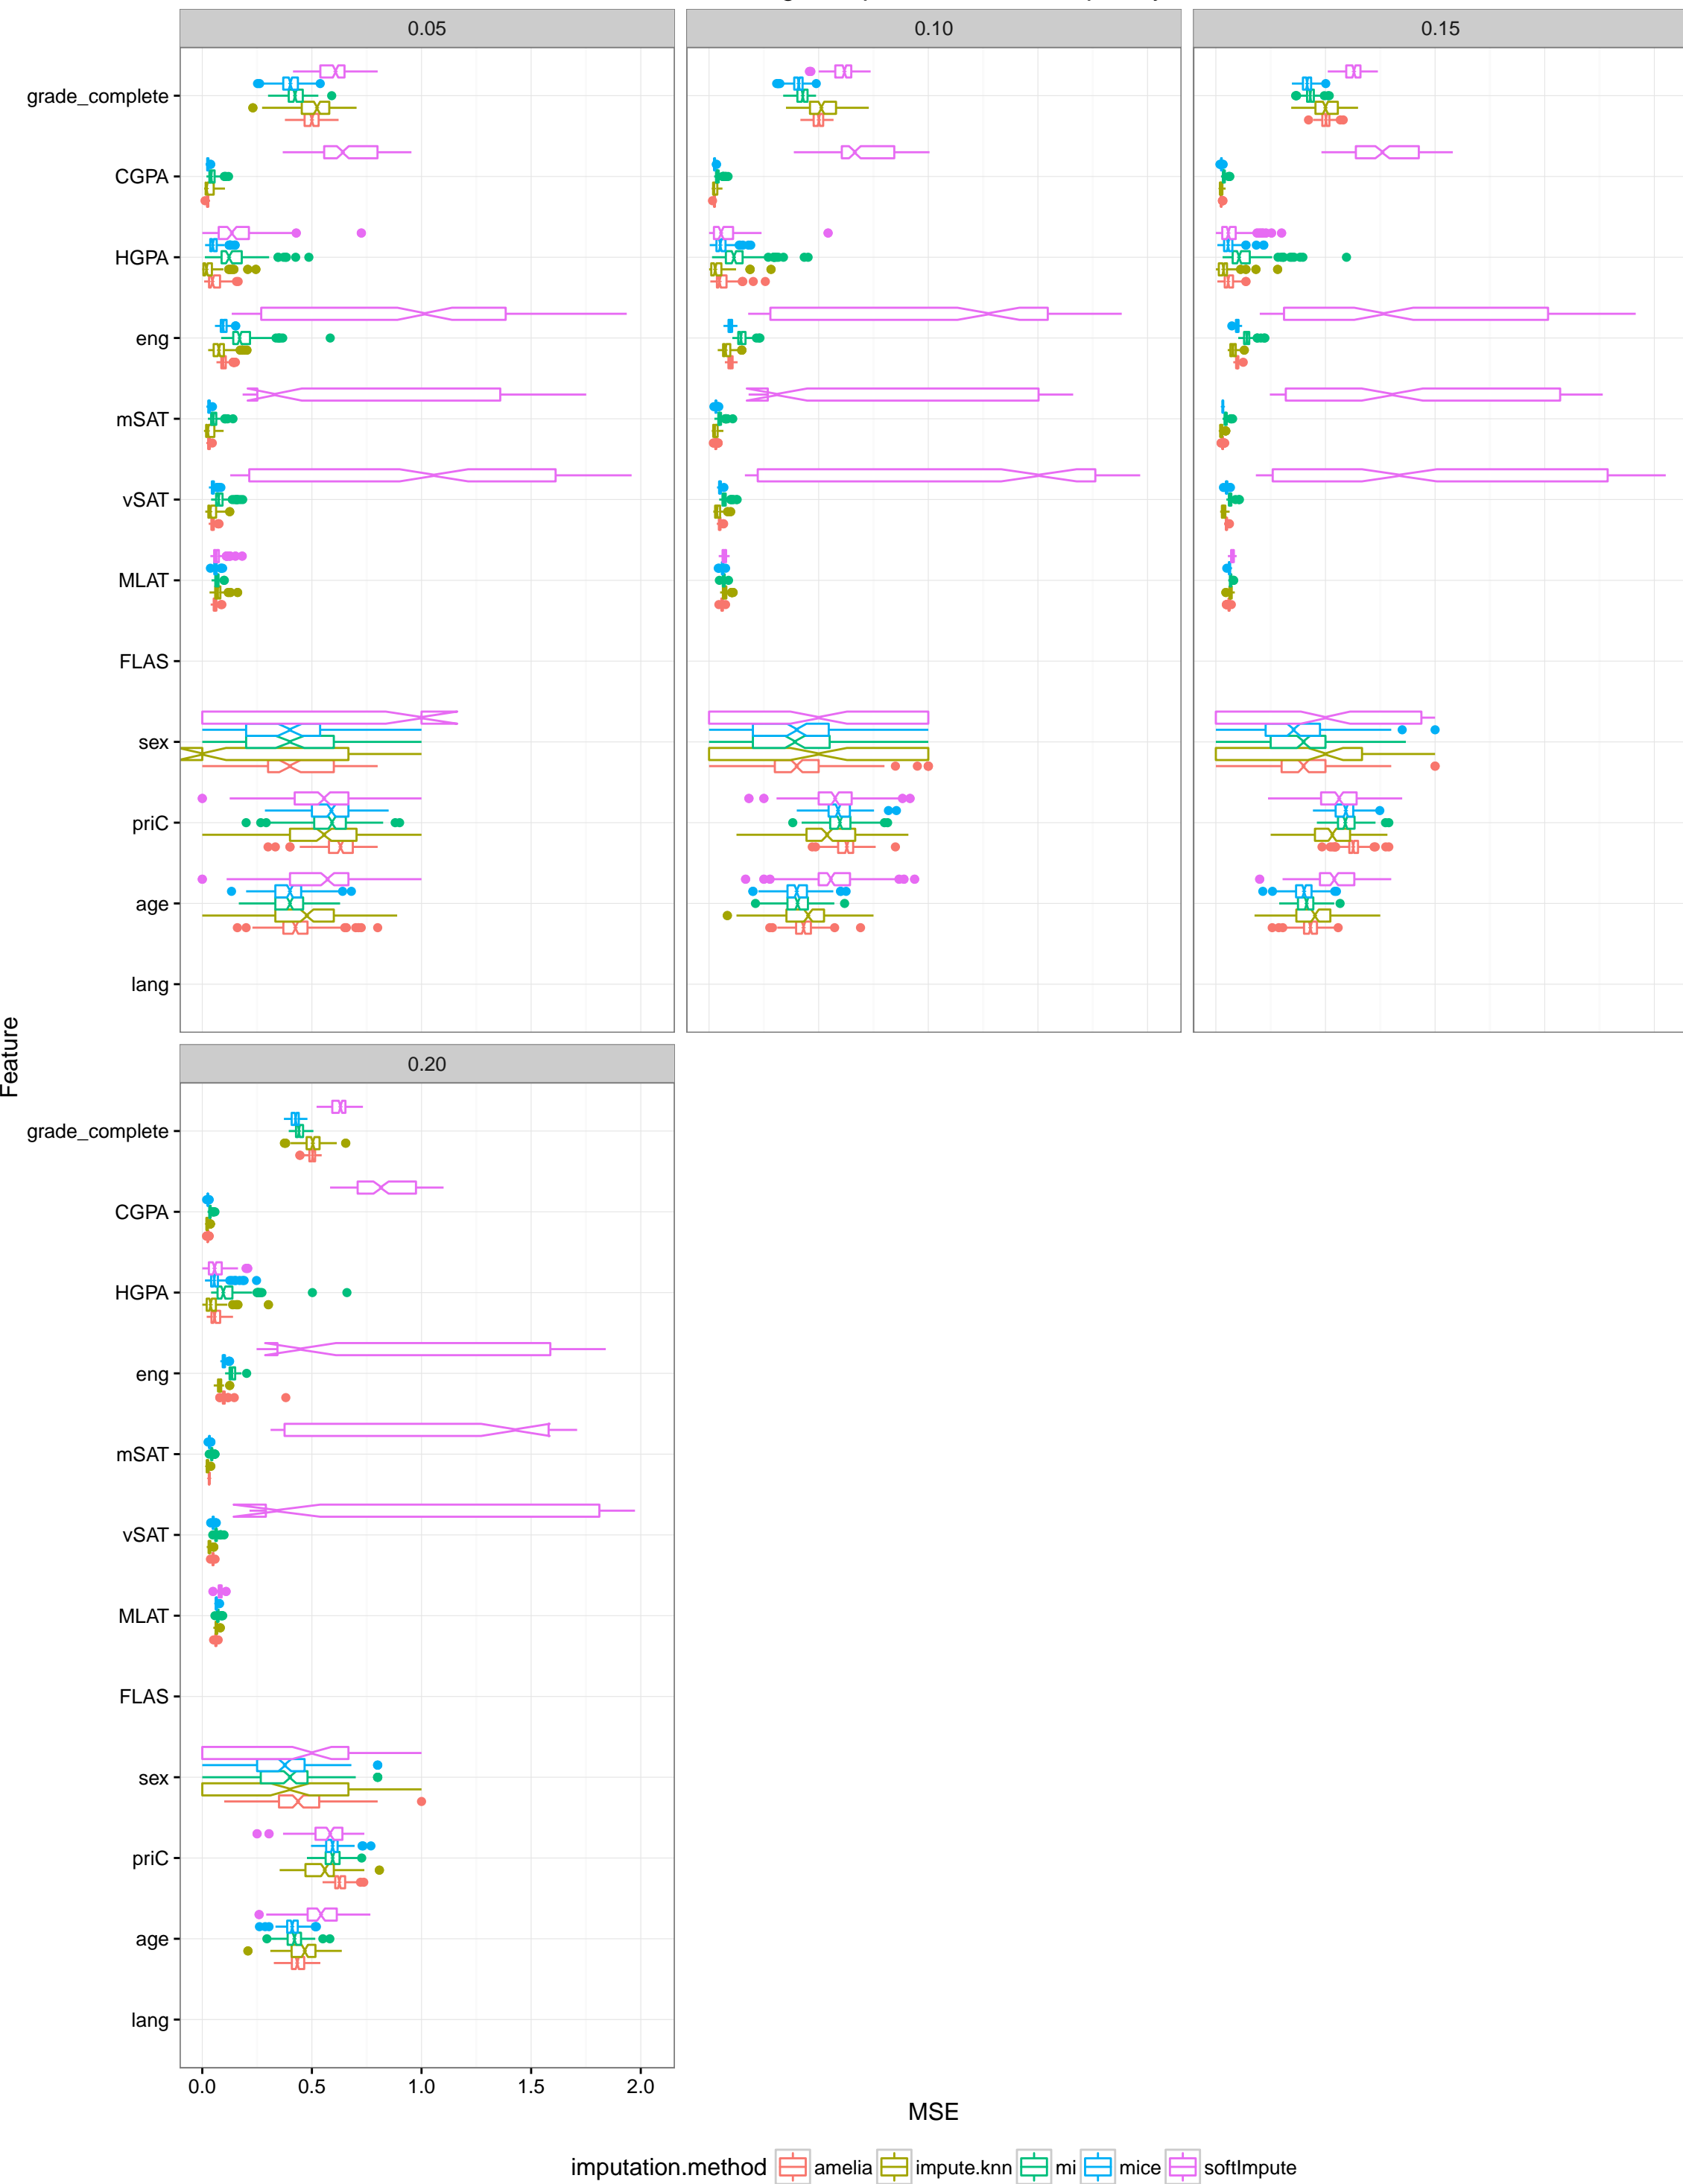 0.05
0.10
0.15
grade_complete
CGPA
HGPA
eng
mSAT
vSAT
MLAT
FLAS
sex
priC
age
lang
Feature
0.20
grade_complete
CGPA
HGPA
eng
mSAT
vSAT
MLAT
FLAS
sex
priC
age
lang
0.0 0.5 1.0 1.5 2.0
MSE
imputation.method amelia impute.knn mi mice softImpute